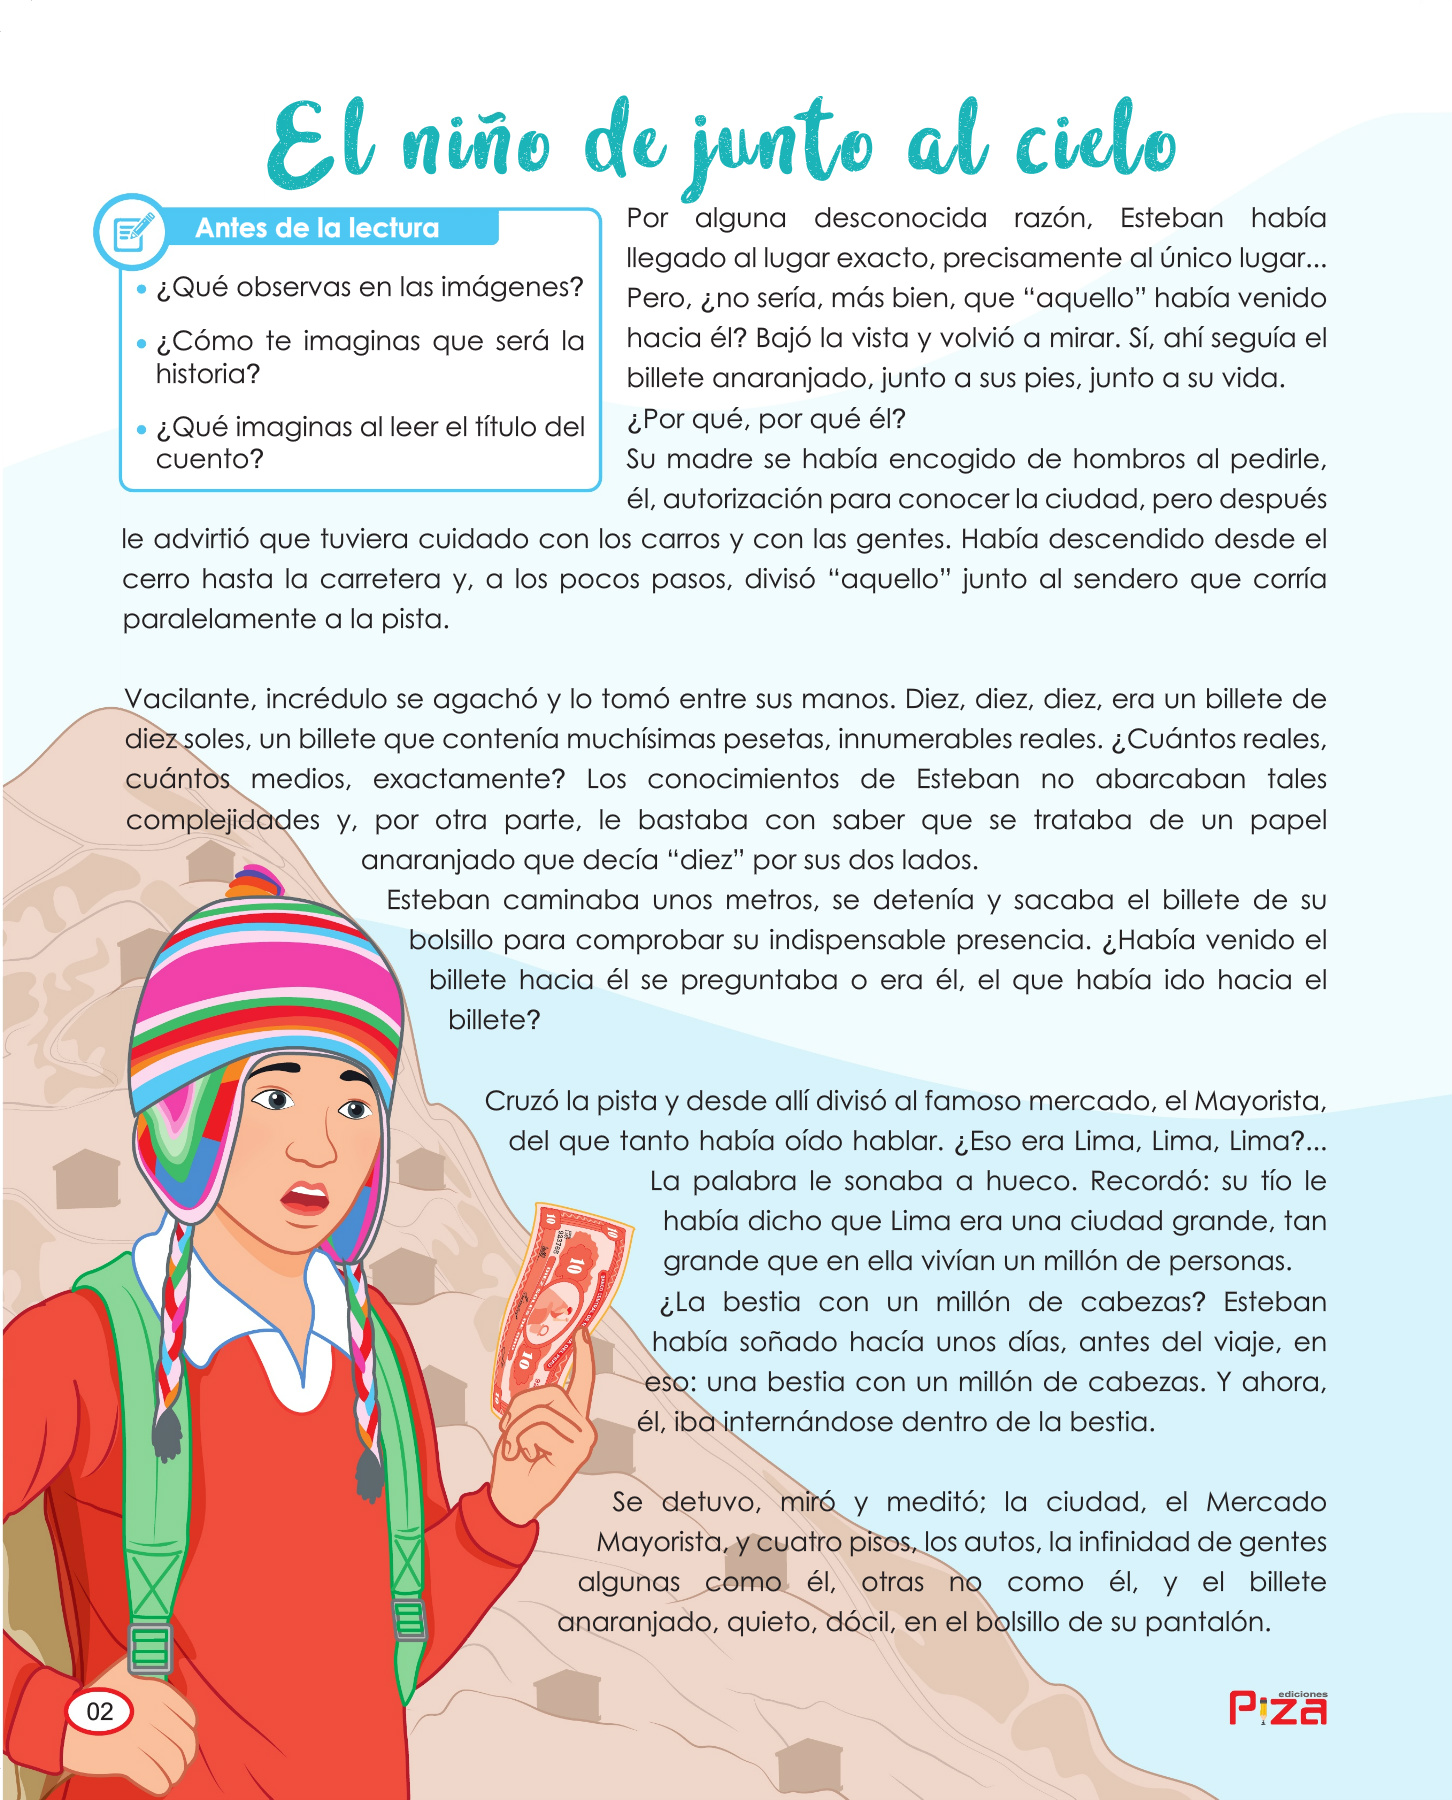 El niño de junto al cielo
Antes de la lectura
• ¿Qué observas en las imágenes?
• ¿Cómo te imaginas que será la
historia?
• ¿Qué imaginas al leer el título del
cuento?
Por alguna desconocida razón, Esteban había
llegado al lugar exacto, precisamente al único lugar...
Pero, ¿no sería, más bien, que “aquello” había venido
hacia él? Bajó la vista y volvió a mirar. Sí, ahí seguía el
billete anaranjado, junto a sus pies, junto a su vida.
¿Por qué, por qué él?
Su madre se había encogido de hombros al pedirle,
él, autorización para conocer la ciudad, pero después
le advirtió que tuviera cuidado con los carros y con las gentes. Había descendido desde el
cerro hasta la carretera y, a los pocos pasos, divisó “aquello” junto al sendero que corría
paralelamente a la pista.
Vacilante, incrédulo se agachó y lo tomó entre sus manos. Diez, diez, diez, era un billete de
diez soles, un billete que contenía muchísimas pesetas, innumerables reales. ¿Cuántos reales,
cuántos medios, exactamente? Los conocimientos de Esteban no abarcaban tales
complejidades y, por otra parte, le bastaba con saber que se trataba de un papel
anaranjado que decía “diez” por sus dos lados.
Esteban caminaba unos metros, se detenía y sacaba el billete de su
bolsillo para comprobar su indispensable presencia. ¿Había venido el
billete hacia él se preguntaba o era él, el que había ido hacia el
billete?
Cruzó la pista y desde allí divisó al famoso mercado, el Mayorista,
del que tanto había oído hablar. ¿Eso era Lima, Lima, Lima?...
La palabra le sonaba a hueco. Recordó: su tío le
había dicho que Lima era una ciudad grande, tan
grande que en ella vivían un millón de personas.
¿La bestia con un millón de cabezas? Esteban
había soñado hacía unos días, antes del viaje, en
eso: una bestia con un millón de cabezas. Y ahora,
él, iba internándose dentro de la bestia.
Se detuvo, miró y meditó; la ciudad, el Mercado
Mayorista, y cuatro pisos, los autos, la infinidad de gentes
algunas como él, otras no como él, y el billete
anaranjado, quieto, dócil, en el bolsillo de su pantalón.
10
10
10
10
02
ediciones
Piza